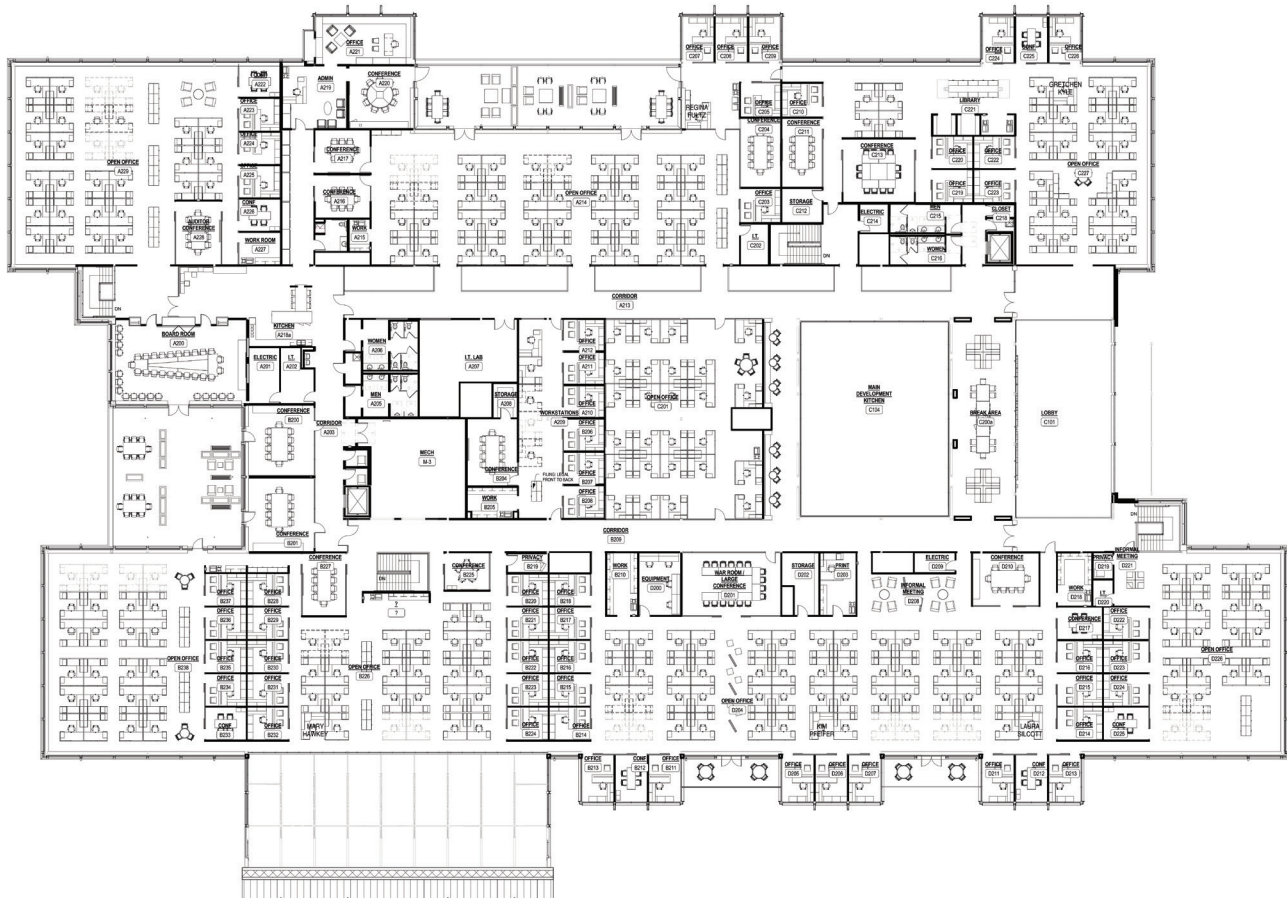 OFFICE
A221
OFFICE
C207
OFFICE
C208
OFFICE
C209
OFFICE
C224
CONF
C225
OFFICE
C226
CONF
A222
ADMIN
A219
CONFERENCE
A220
OFFICE
A223
OFFICE
A224
OFFICE
A225
CONF
A226
OPEN OFFICE
A229
AUDITOR
CONFERENCE
A228
WORK ROOM
A227
CONFERENCE
A217
CONFERENCE
A216
WORK
A215
OPEN OFFICE
A214
REGINA
RULTZ
OFFICE
C205
OFFICE
C210
CONFERENCE
C204
CONFERENCE
C211
OFFICE
C203
STORAGE
C212
I.T.
C202
DN
CONFERENCE
C213
LIBRARY
C221
OFFICE
C220
OFFICE
C222
OFFICE
C219
OFFICE
C223
ELECTRIC
C214
MEN
C215
WOMEN
C216
CLOSET
C218
GRETCHEN
KYLE
OPEN OFFICE
C227
CORRIDOR
A213
DN
KITCHEN
A218a
BOARD ROOM
A200
ELECTRIC
A201
I.T.
A202
WOMEN
A206
MEN
A205
I.T. LAB
A207
STORAGE
A208
OFFICE
A212
OFFICE
A211
OFFICE
A210
WORKSTATIONS
A209
OFFICE
B206
OFFICE
B207
OFFICE
B208
OPEN OFFICE
C201
MAIN
DEVELOPMENT
KITCHEN
C104
BREAK AREA
C200a
LOBBY
C101
CONFERENCE
B200
CORRIDOR
A203
MECH
M-3
CONFERENCE
B204
FILING: LEGAL
FRONT TO BACK
WORK
B205
CONFERENCE
B201
CORRIDOR
B209
CONFERENCE
B227
CONFERENCE
B225
PRIVACY
B219
WORK
B210
EQUIPMENT
D200
WAR ROOM /
LARGE
CONFERENCE
D201
STORAGE
D202
PRINT
D200
ELECTRIC
D209
INFORMAL
MEETING
D208
CONFERENCE
D210
WORK
D218
PRIVACY
D219
I.T.
D220
DN
INFORMAL
MEETING
D221
OFFICE
B237
OFFICE
B228
OFFICE
B236
OFFICE
B229
OFFICE
B235
OFFICE
B230
OFFICE
B234
OFFICE
B231
CONF
B233
OFFICE
B232
OPEN OFFICE
B238
?
?
OPEN OFFICE
B226
MARY
HAWKEY
OFFICE
B220
OFFICE
B218
OFFICE
B221
OFFICE
B217
OFFICE
B222
OFFICE
B216
OFFICE
B223
OFFICE
B215
OFFICE
B224
OFFICE
B214
OPEN OFFICE
D204
KIM
PFEIFER
LAURA
SILCOTT
CONFERENCE
D217
OFFICE
D222
OFFICE
D216
OFFICE
D223
OFFICE
D215
OFFICE
D224
OFFICE
D214
CONF
D225
OPEN OFFICE
D226
OFFICE
B213
CONF
B212
OFFICE
B211
OFFICE
D205
OFFICE
D206
OFFICE
D207
OFFICE
D211
CONF
D212
OFFICE
D213